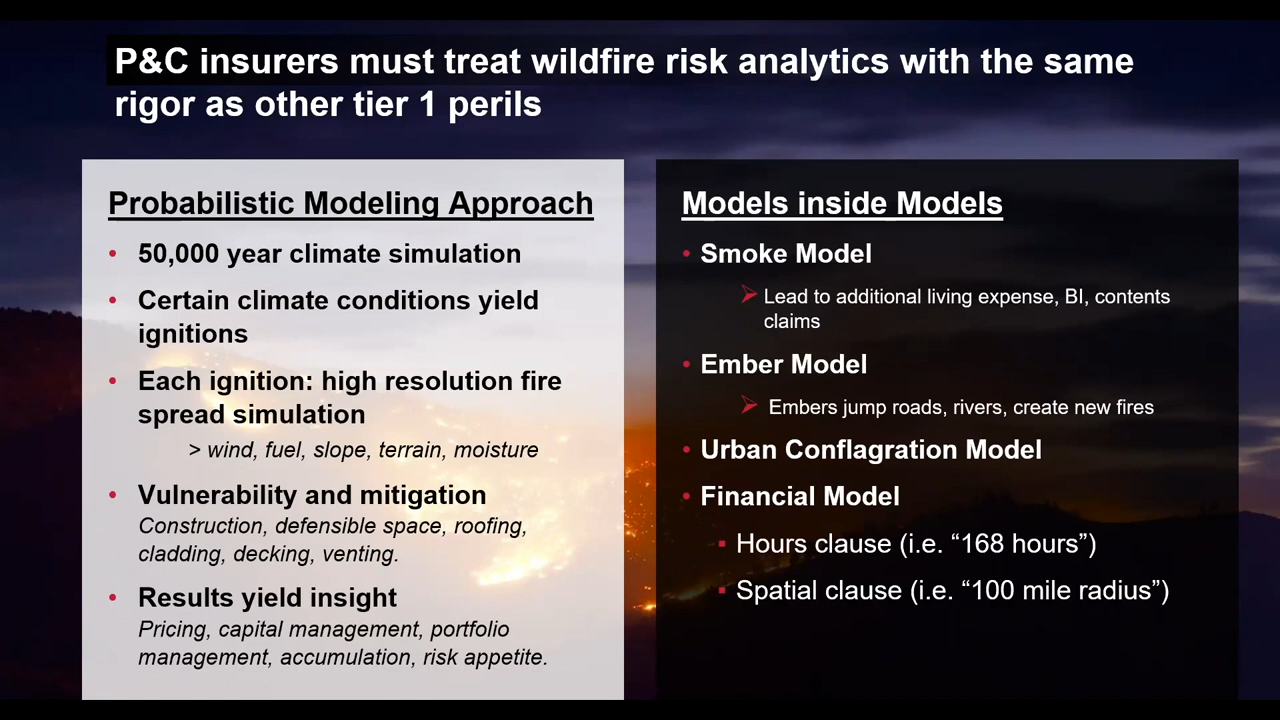 P&C insurers must treat wildfire risk analytics with the same
rigor as other tier 1 perils
Probabilistic Modeling Approach
• 50,000 year climate simulation
• Certain climate conditions yield
ignitions
• Each ignition: high resolution fire
spread simulation
> wind, fuel, slope, terrain, moisture
• Vulnerability and mitigation
Construction, defensible space, roofing,
cladding, decking, venting.
• Results yield insight
Pricing, capital management, portfolio
management, accumulation, risk appetite.
Models inside Models
• Smoke Model
➢ Lead to additional living expense, BI, contents
claims
• Ember Model
➢ Embers jump roads, rivers, create new fires
• Urban Conflagration Model
• Financial Model
▪ Hours clause (i.e. “168 hours”)
▪ Spatial clause (i.e. “100 mile radius”)